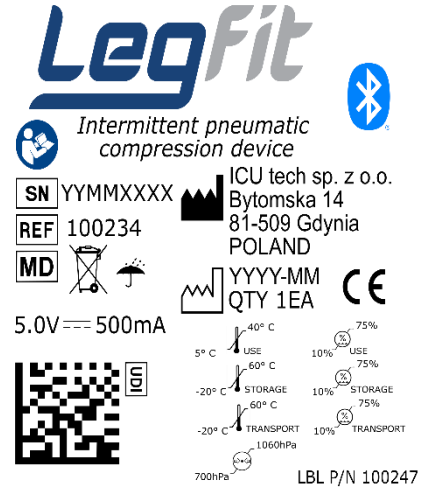 LegFit
Intermittent pneumatic
compression device
SN YYMMXXXX
REF 100234
MD
ICU tech sp. z o.o.
Bytomska 14
81-509 Gdynia
POLAND
YYYY-MM
QTY 1EA
CE
5.0V 500mA
UDI
5° C 40° C USE
10% 75% USE
-20° C 60° C STORAGE
10% 75% STORAGE
-20° C 60° C TRANSPORT
10% 75% TRANSPORT
700hPa 1060hPa
LBL P/N 100247